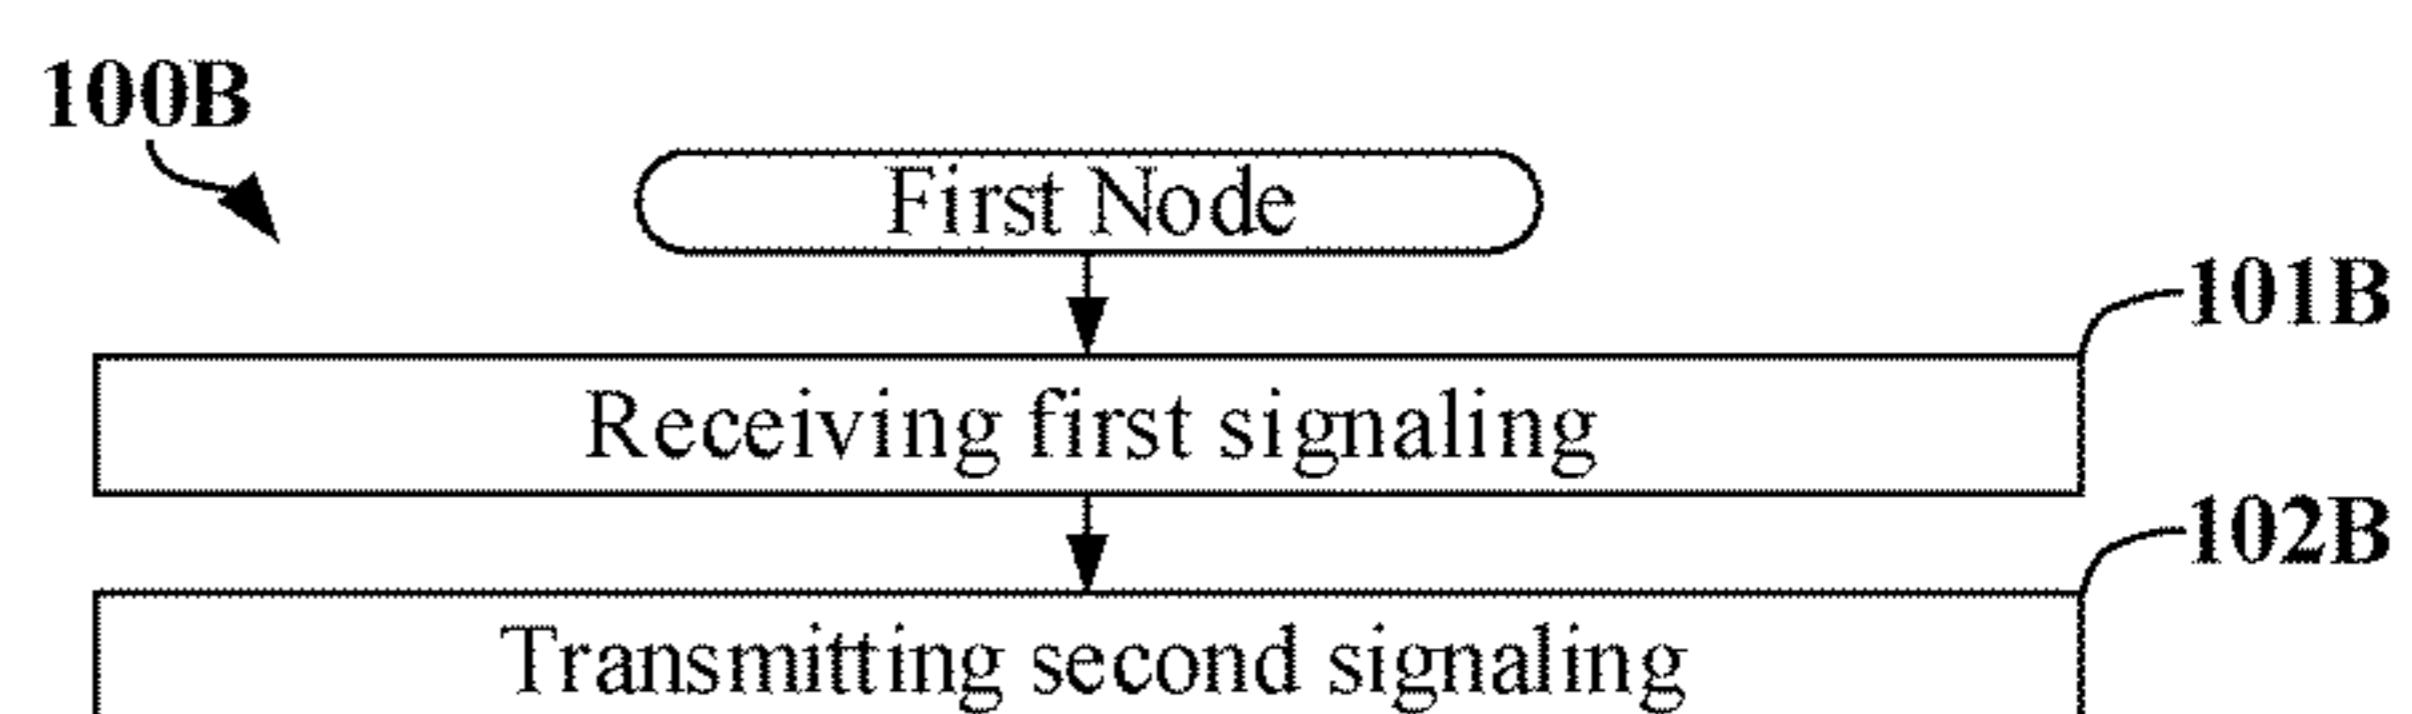 100B
First Node
101B
Receiving first signaling
102B
Transmitting second signaling